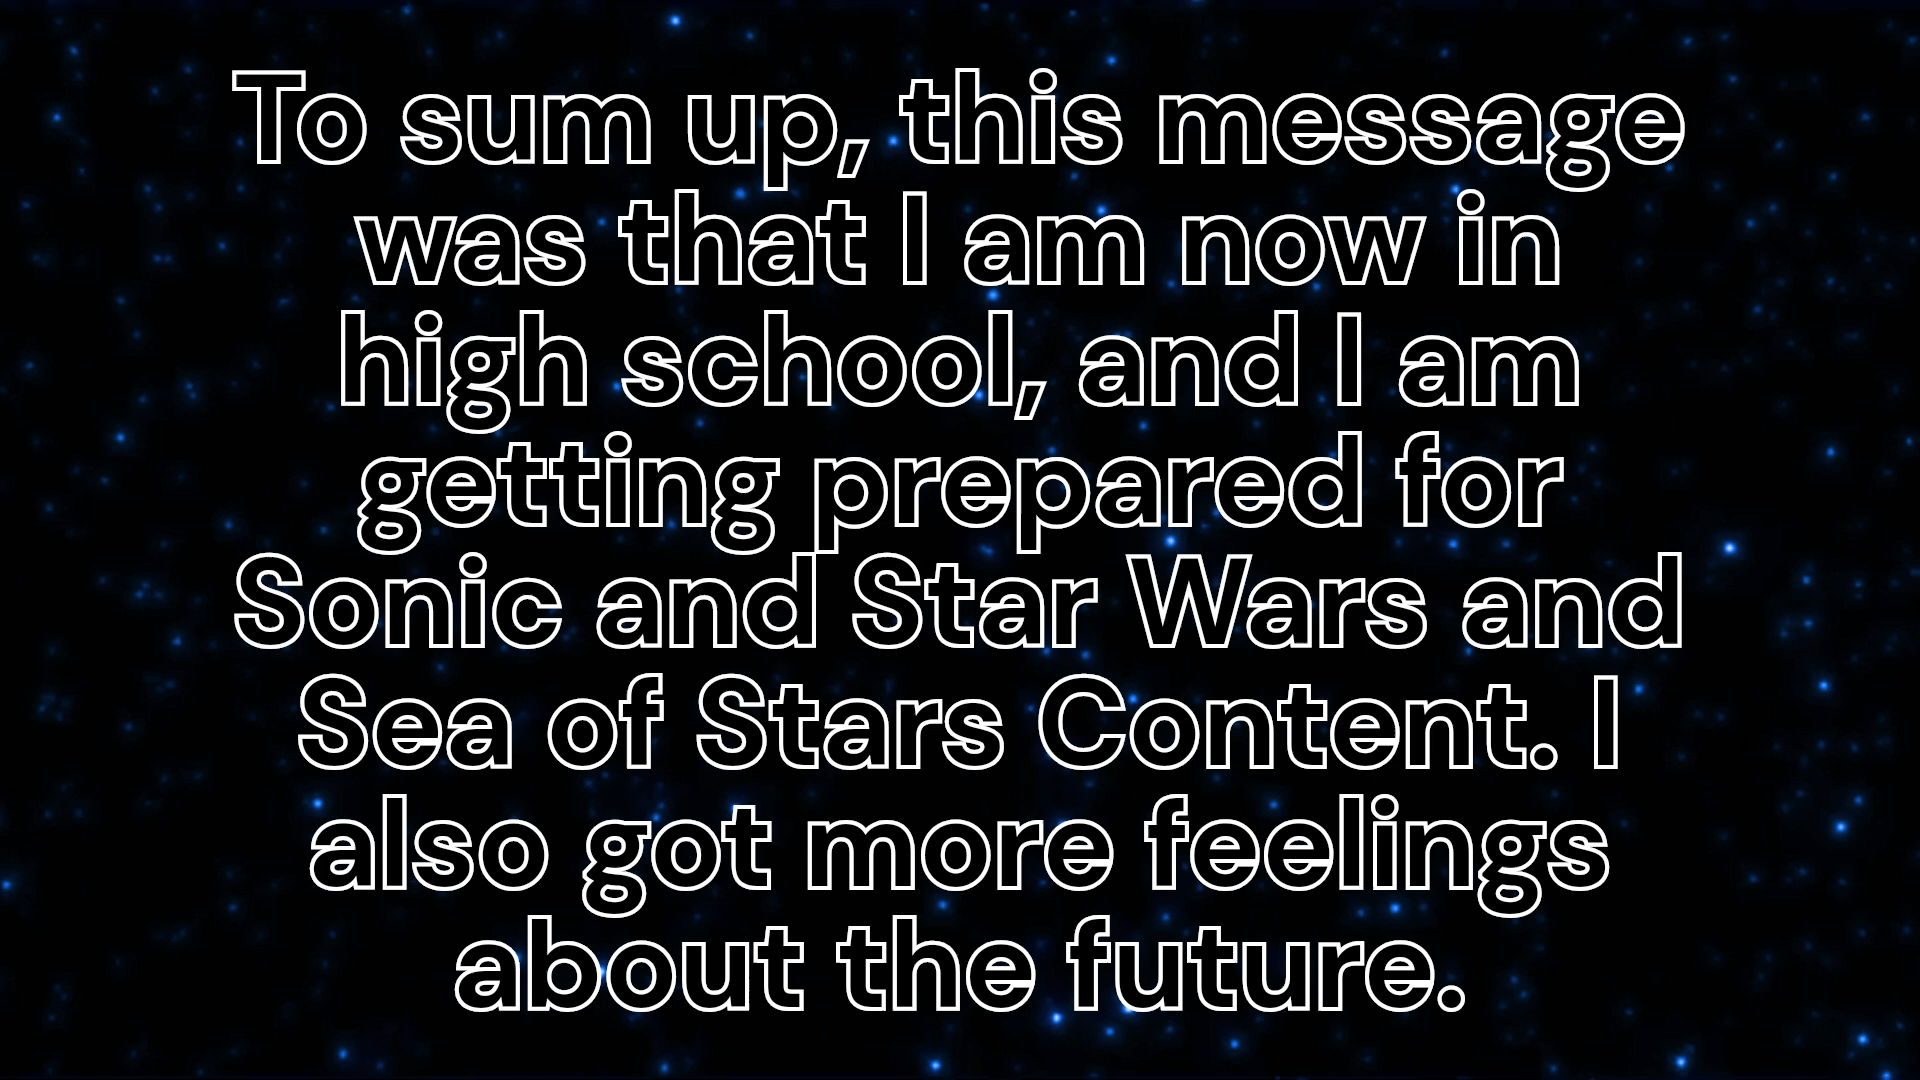 To sum up, this message
was that I am now in
high school, and I am
getting prepared for
Sonic and Star Wars and
Sea of Stars Content. I
also got more feelings
about the future.